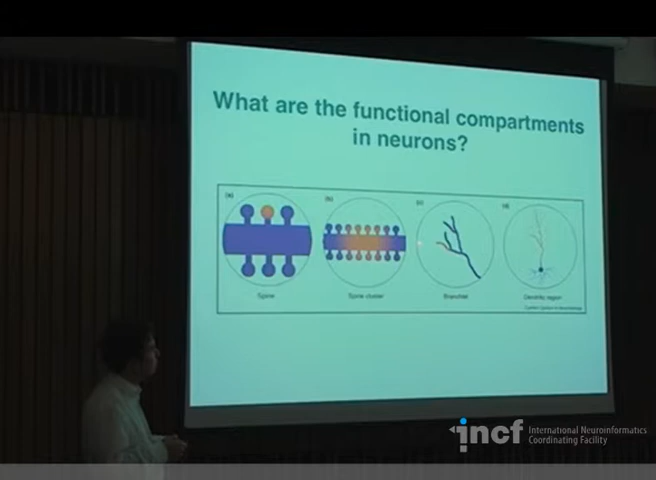 What are the functional compartments
in neurons?
(a)
(b)
(c)
(d)
Spine
Spine cluster
Branchlet
Dendritic region
incf
International Neuroinformatics
Coordinating Facility